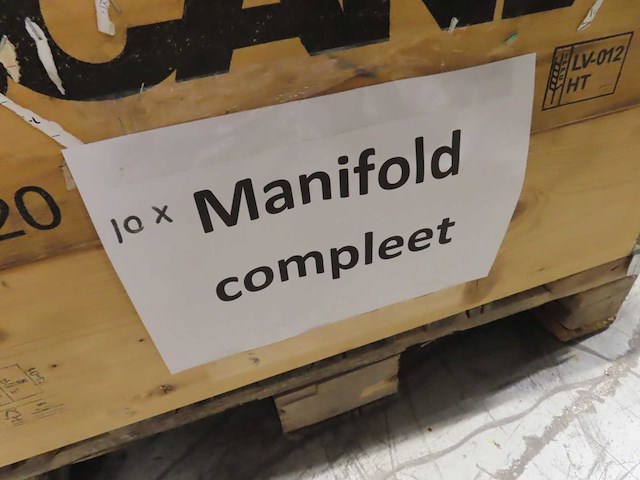 20
LV-012
HT
10 x Manifold
compleet